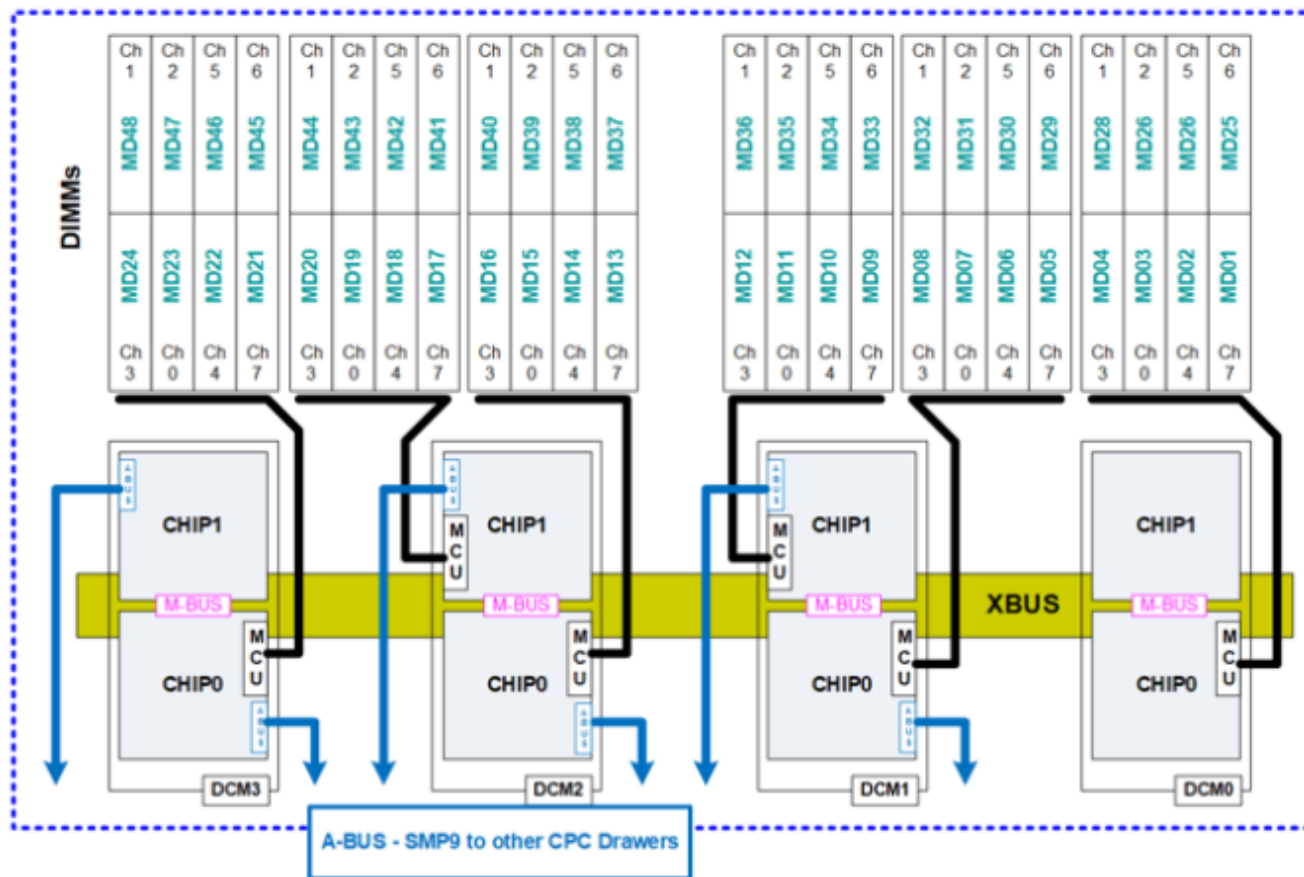 Ch 1 Ch 2 Ch 5 Ch 6 Ch 1 Ch 2 Ch 5 Ch 6 Ch 1 Ch 2 Ch 5 Ch 6 Ch 1 Ch 2 Ch 5 Ch 6 Ch 1 Ch 2 Ch 5 Ch 6 Ch 1 Ch 2 Ch 5 Ch 6
MD48 MD47 MD46 MD45 MD44 MD43 MD42 MD41 MD40 MD39 MD38 MD37 MD36 MD35 MD34 MD33 MD32 MD31 MD30 MD29 MD28 MD26 MD26 MD25
DIMMs
MD24 MD23 MD22 MD21 MD20 MD19 MD18 MD17 MD16 MD15 MD14 MD13 MD12 MD11 MD10 MD09 MD08 MD07 MD06 MD05 MD04 MD03 MD02 MD01
Ch 3 Ch 0 Ch 4 Ch 7 Ch 3 Ch 0 Ch 4 Ch 7 Ch 3 Ch 0 Ch 4 Ch 7 Ch 3 Ch 0 Ch 4 Ch 7 Ch 3 Ch 0 Ch 4 Ch 7 Ch 3 Ch 0 Ch 4 Ch 7
ABUS ABUS ABUS
CHIP1 CHIP1 CHIP1 CHIP1
MCU MCU
M-BUS M-BUS M-BUS XBUS M-BUS
MCU MCU MCU MCU
CHIP0 CHIP0 CHIP0 CHIP0
ABUS ABUS ABUS
DCM3 DCM2 DCM1 DCM0
A-BUS - SMP9 to other CPC Drawers